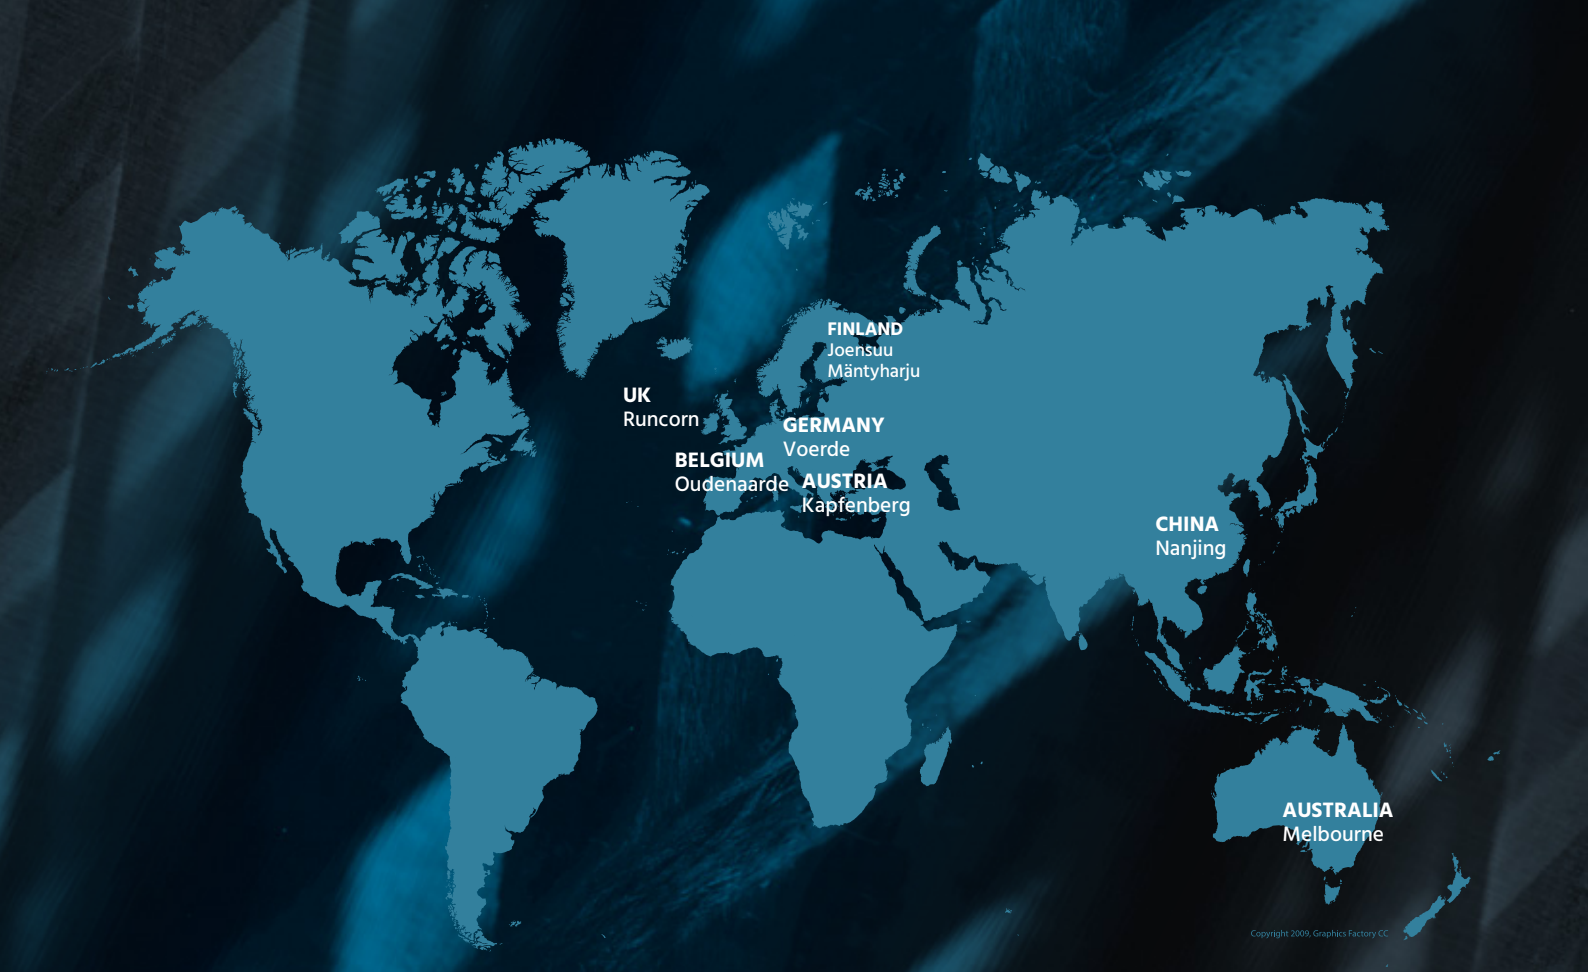 FINLAND
Joensuu
Mäntyharju
UK
Runcorn
GERMANY
Voerde
BELGIUM
Oudenaarde
AUSTRIA
Kapfenberg
CHINA
Nanjing
AUSTRALIA
Melbourne
Copyright 2009, Graphics Factory CC